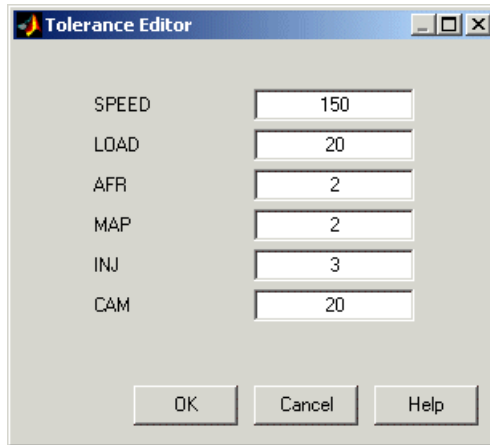 Tolerance Editor
SPEED 150
LOAD 20
AFR 2
MAP 2
INJ 3
CAM 20
OK Cancel Help